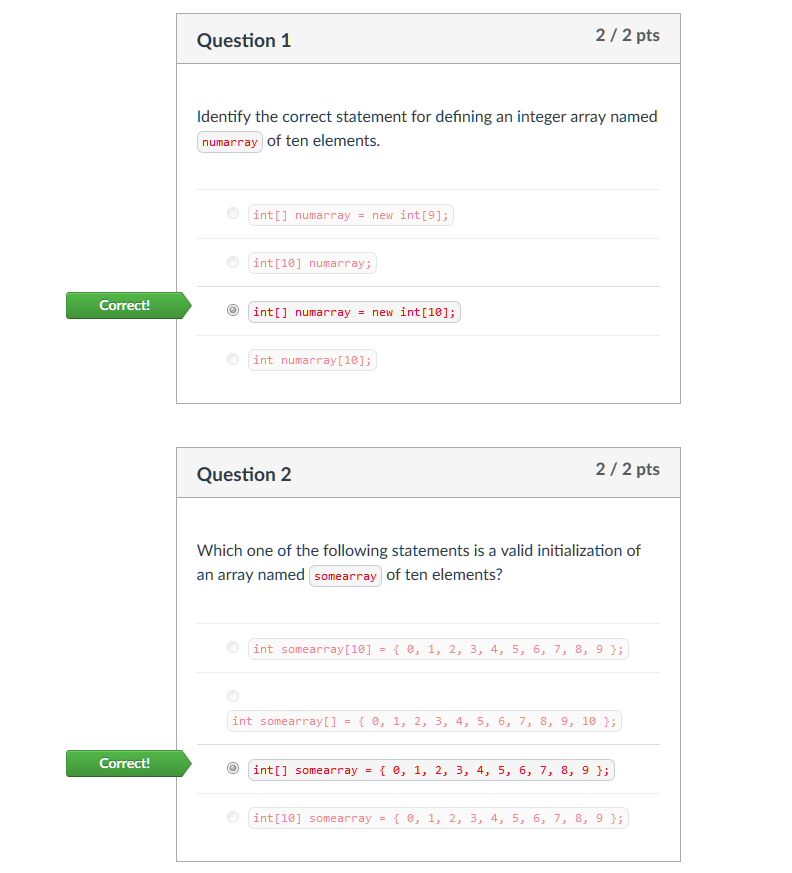 Question 1
2 / 2 pts
Identify the correct statement for defining an integer array named
numarray of ten elements.
int[] numarray = new int[9];
int[10] numarray;
Correct!
int[] numarray = new int[10];
int numarray[10];
Question 2
2 / 2 pts
Which one of the following statements is a valid initialization of
an array named somearray of ten elements?
int somearray[10] = { 0, 1, 2, 3, 4, 5, 6, 7, 8, 9 };
int somearray[] = { 0, 1, 2, 3, 4, 5, 6, 7, 8, 9, 10 };
Correct!
int[] somearray = { 0, 1, 2, 3, 4, 5, 6, 7, 8, 9 };
int[10] somearray = { 0, 1, 2, 3, 4, 5, 6, 7, 8, 9 };